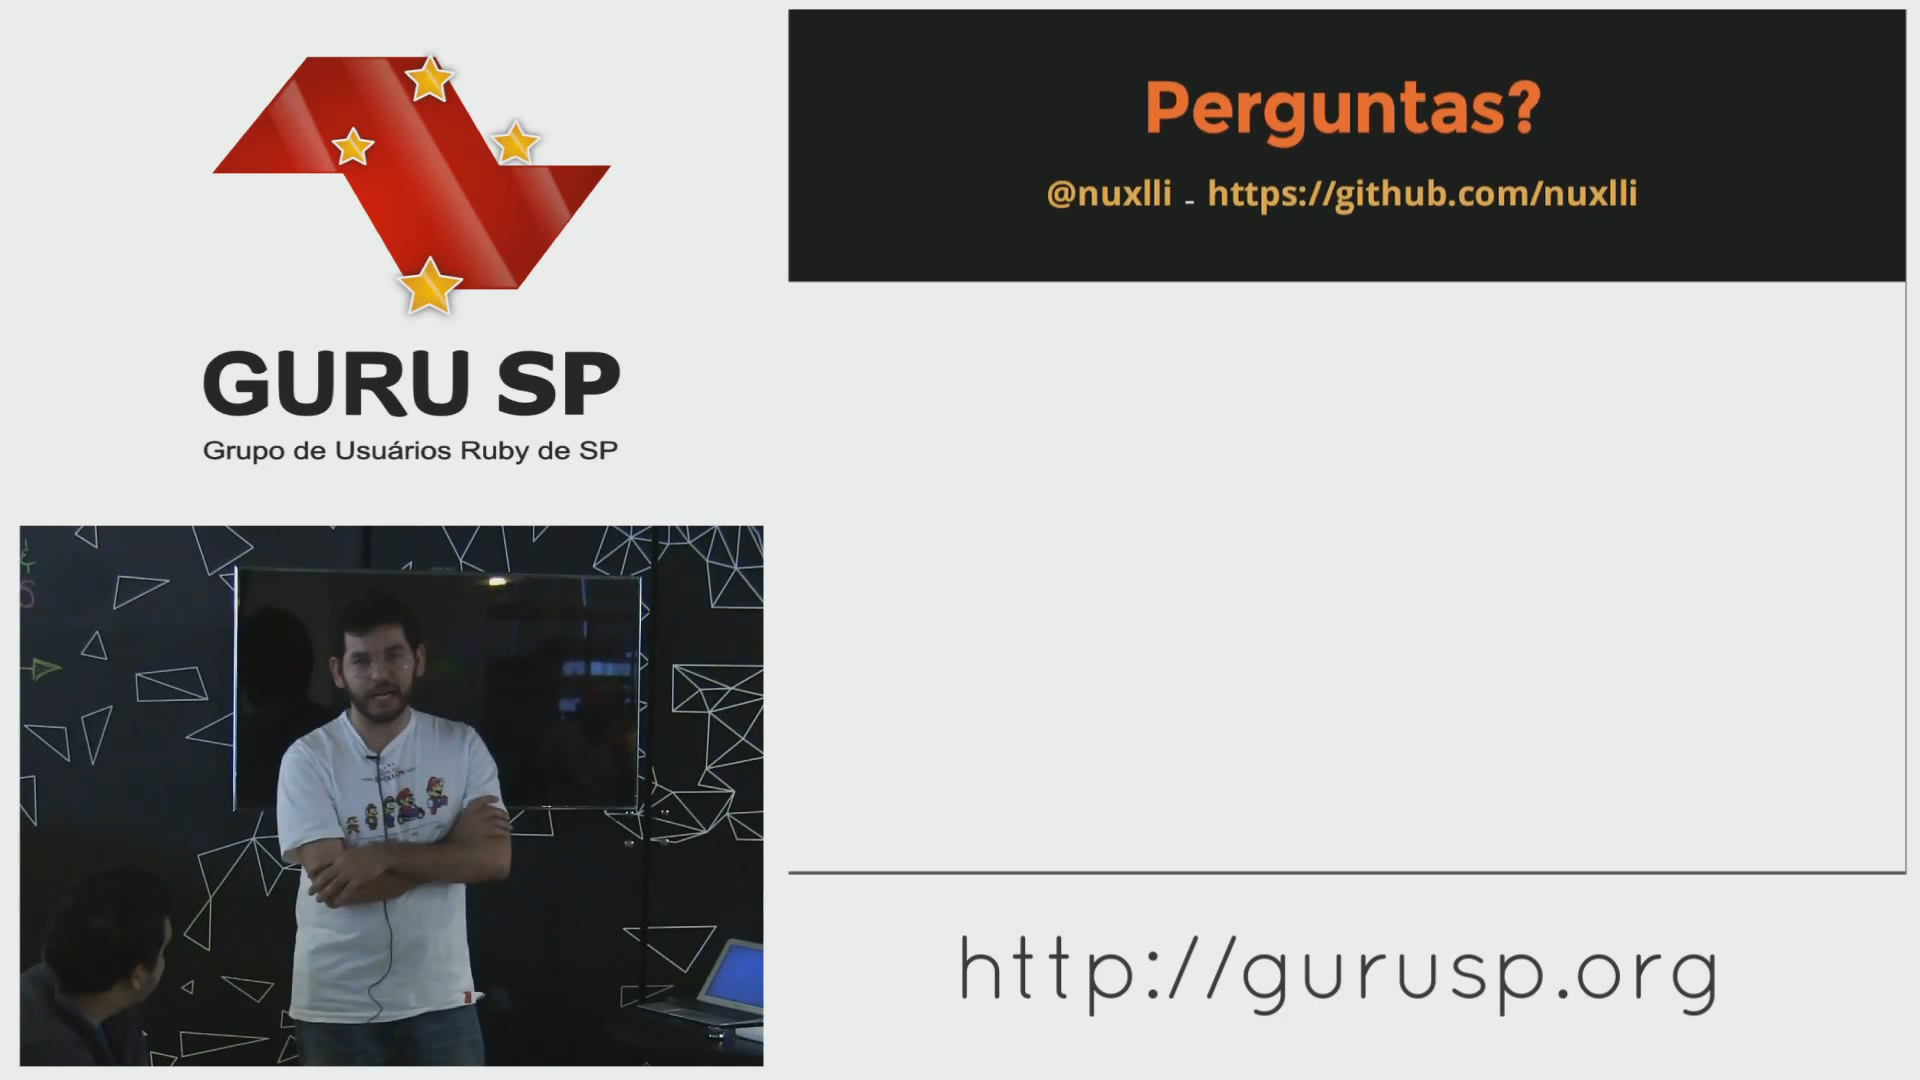 GURU SP
Grupo de Usuários Ruby de SP
Perguntas?
@nuxlli - https://github.com/nuxlli
http://gurusp.org